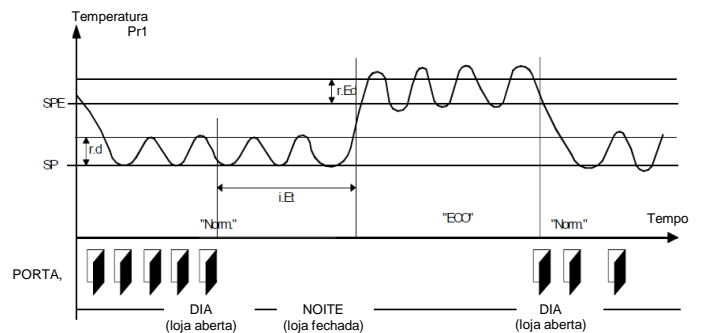 Temperatura
Pr1
SPE
r.Ed
SP
r.d
i.Et
"Norm."
"ECO"
"Norm."
Tempo
PORTA,
DIA
(loja aberta)
NOITE
(loja fechada)
DIA
(loja aberta)